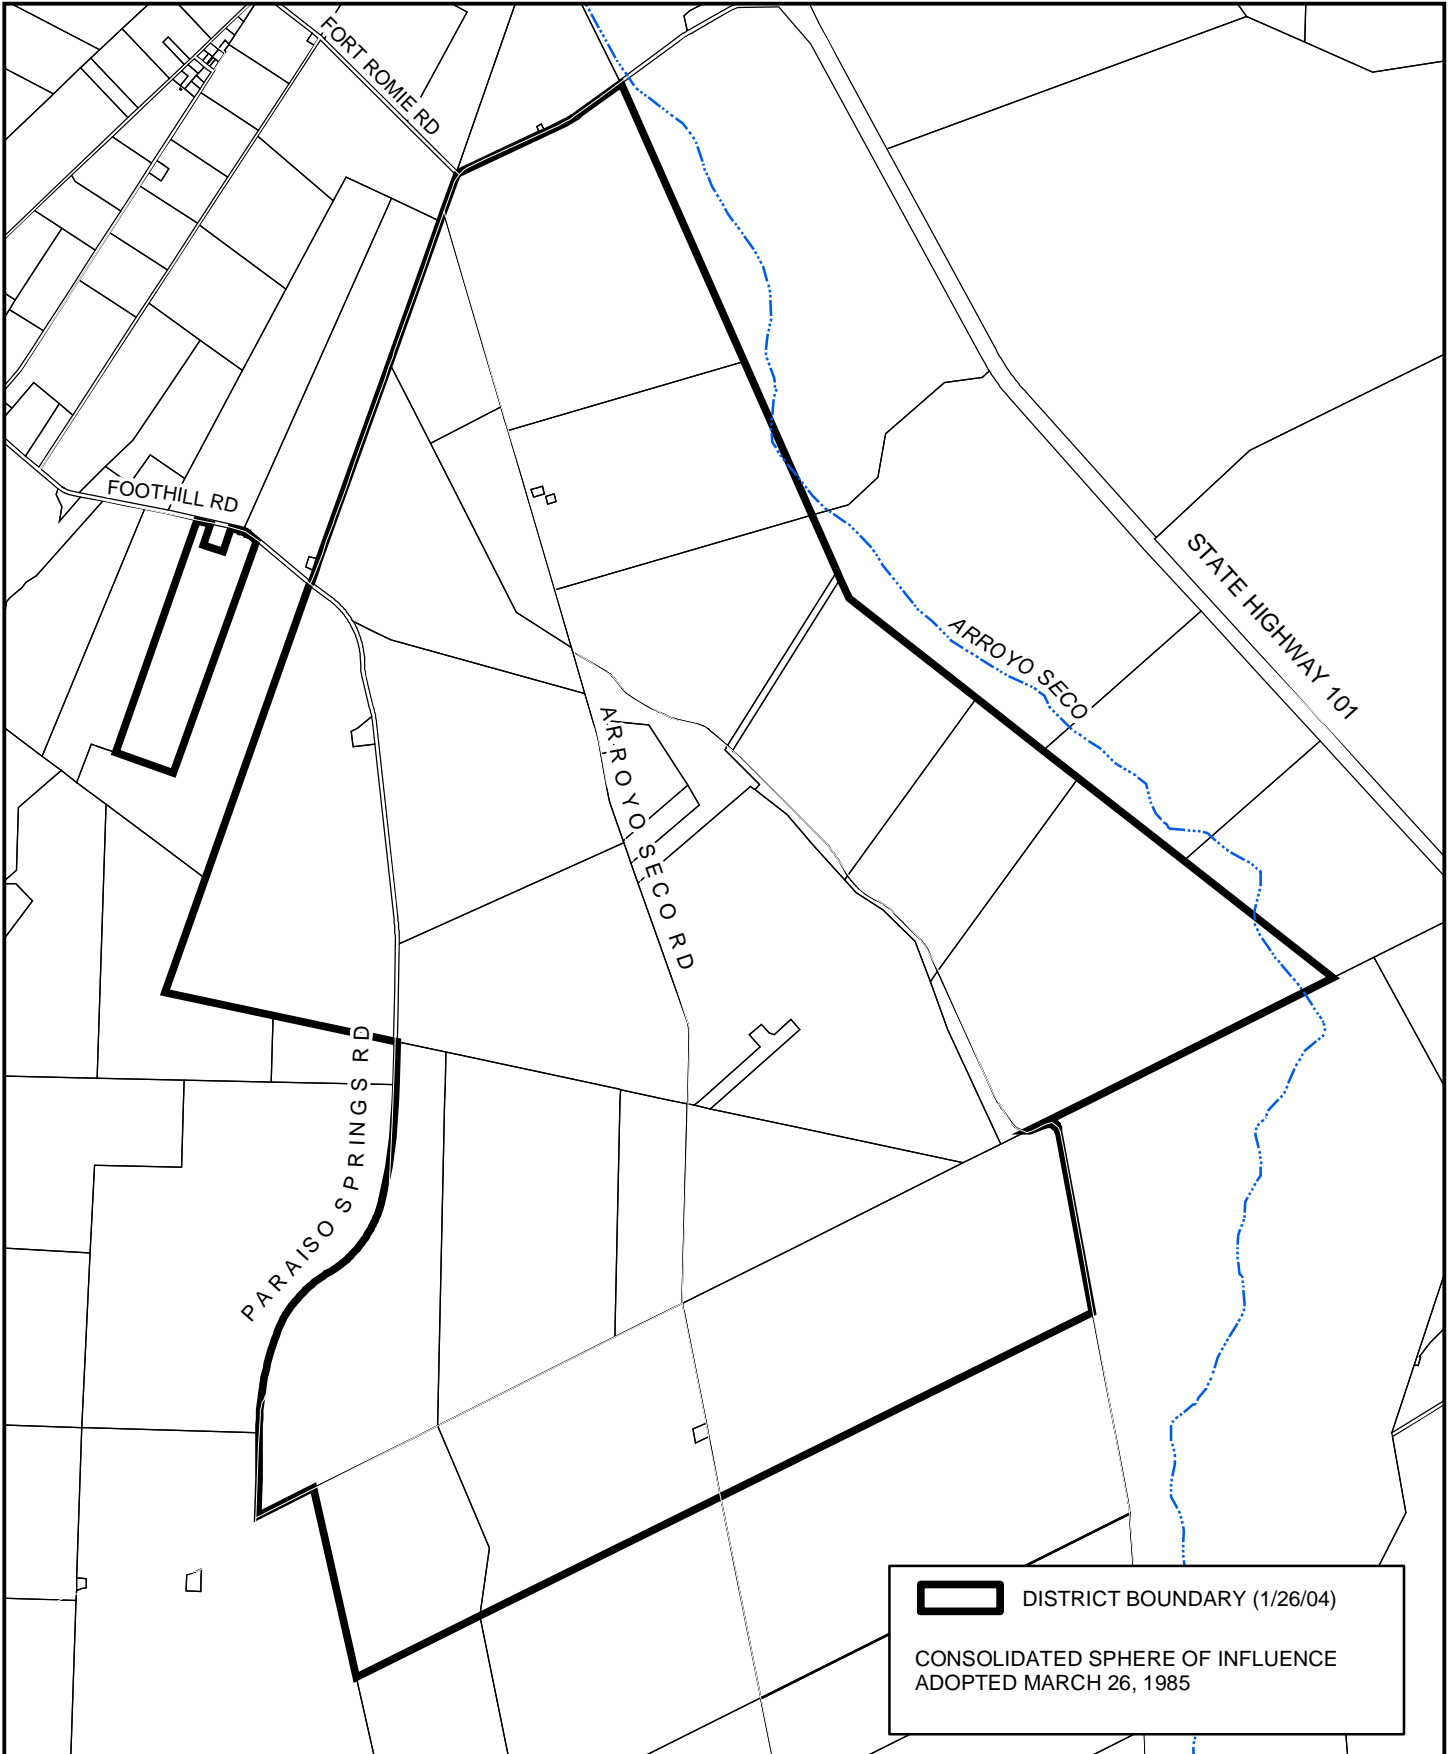 FORT ROMIE RD
FOOTHILL RD
STATE HIGHWAY 101
ARROYO SECO
ARROYO SECO RD
PARAISO SPRINGS RD
DISTRICT BOUNDARY (1/26/04)
CONSOLIDATED SPHERE OF INFLUENCE
ADOPTED MARCH 26, 1985